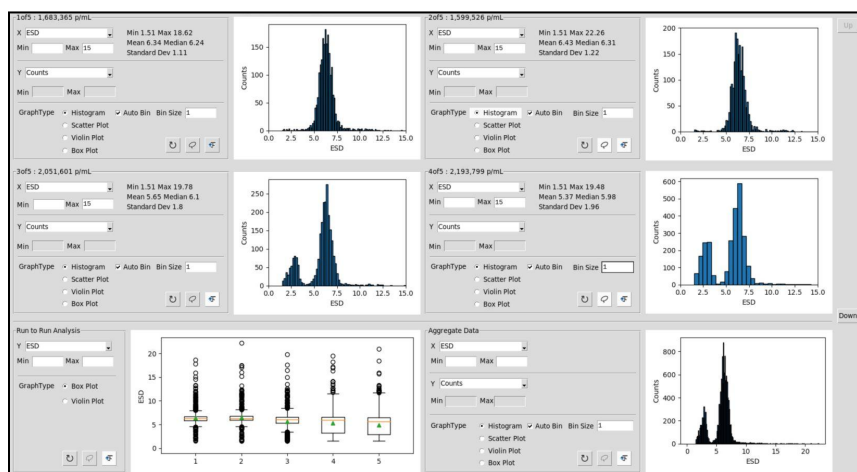 1of5 : 1,683,365 p/mL
X ESD Min 1.51 Max 18.62
Mean 6.34 Median 6.24
Min Max 15 Standard Dev 1.11
Y Counts
Min Max
GraphType Histogram Auto Bin Bin Size 1
Scatter Plot
Violin Plot
Box Plot
Counts
150
100
50
0
0.0 2.5 5.0 7.5 10.0 12.5 15.0
ESD
2of5 : 1,599,526 p/mL
X ESD Min 1.51 Max 22.26
Mean 6.43 Median 6.31
Min Max 15 Standard Dev 1.22
Y Counts
Min Max
GraphType Histogram Auto Bin Bin Size 1
Scatter Plot
Violin Plot
Box Plot
Counts
200
150
100
50
0
0.0 2.5 5.0 7.5 10.0 12.5 15.0
ESD
Up
3of5 : 2,051,601 p/mL
X ESD Min 1.51 Max 19.78
Mean 5.65 Median 6.1
Min Max 15 Standard Dev 1.8
Y Counts
Min Max
GraphType Histogram Auto Bin Bin Size 1
Scatter Plot
Violin Plot
Box Plot
Counts
250
200
150
100
50
0
0.0 2.5 5.0 7.5 10.0 12.5 15.0
ESD
4of5 : 2,193,799 p/mL
X ESD Min 1.51 Max 19.48
Mean 5.37 Median 5.98
Min Max 15 Standard Dev 1.96
Y Counts
Min Max
GraphType Histogram Auto Bin Bin Size 1
Scatter Plot
Violin Plot
Box Plot
Counts
600
500
400
300
200
100
0
0.0 2.5 5.0 7.5 10.0 12.5 15.0
ESD
Down
Run to Run Analysis
Y ESD
Min Max
GraphType Box Plot
Violin Plot
ESD
20
15
10
5
0
1 2 3 4 5
Aggregate Data
X ESD
Min Max
Y Counts
Min Max
GraphType Histogram Auto Bin Bin Size 1
Scatter Plot
Violin Plot
Box Plot
Counts
800
600
400
200
0
0 5 10 15 20
ESD